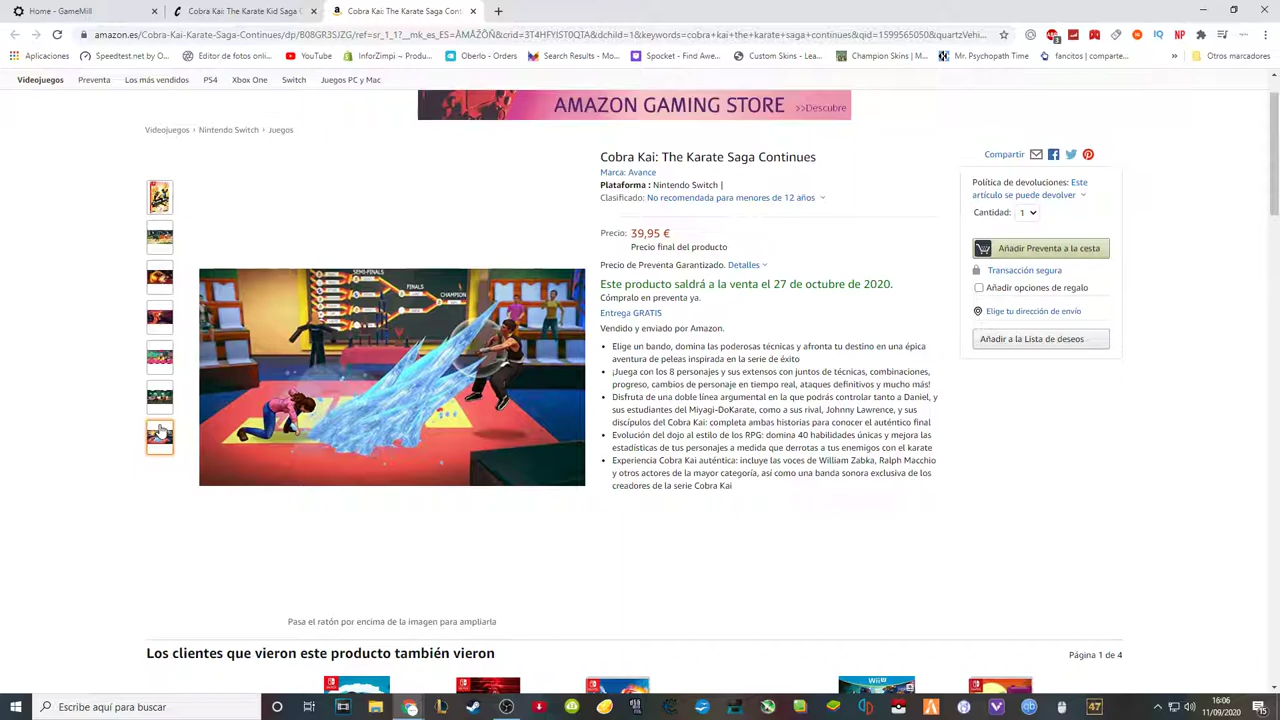 Home - GameMill
Cobra Kai: The Karate Kid Saga C
Cobra Kai: The Karate Saga Conti
amazon.es/Cobra-Kai-Karate-Saga-Continues/dp/B08GR3SJZG/ref=sr_1_1?__mk_es_ES=ÅMÅŽÕÑ&crid=3T4HFYIST0QTA&dchild=1&keywords=cobra+kai+the+karate+saga+continues&qid=1599565050&quartzVehi...
Aplicaciones
Speedtest.net by O...
Editor de fotos onli...
YouTube
InforZimpi ~ Produ...
Oberlo - Orders
Search Results - Mo...
Spocket - Find Awe...
Custom Skins - Lea...
Champion Skins | M...
Mr. Psychopath Time
fancitos | comparte...
»
Otros marcadores
Videojuegos Preventa Los más vendidos PS4 Xbox One Switch Juegos PC y Mac
AMAZON GAMING STORE >>Descubre
Videojuegos › Nintendo Switch › Juegos
Cobra Kai: The Karate Saga Continues
Marca: Avance
Plataforma : Nintendo Switch |
Clasificado: No recomendada para menores de 12 años
Precio: 39,95 €
Precio final del producto
Precio de Preventa Garantizado. Detalles
Este producto saldrá a la venta el 27 de octubre de 2020.
Cómpralo en preventa ya.
Entrega GRATIS
Vendido y enviado por Amazon.
• Elige un bando, domina las poderosas técnicas y afronta tu destino en una épica
aventura de peleas inspirada en la serie de éxito
• ¡Juega con los 8 personajes y sus extensos con juntos de técnicas, combinaciones,
progreso, cambios de personaje en tiempo real, ataques definitivos y mucho más!
• Disfruta de una doble línea argumental en la que podrás controlar tanto a Daniel, y
sus estudiantes del Miyagi-DoKarate, como a sus rival, Johnny Lawrence, y sus
discípulos del Cobra Kai: completa ambas historias para conocer el auténtico final
• Evolución del dojo al estilo de los RPG: domina 40 habilidades únicas y mejora las
estadísticas de tus personajes a medida que derrotas a tus enemigos con el karate
• Experiencia Cobra Kai auténtica: incluye las voces de William Zabka, Ralph Macchio
y otros actores de la mayor categoría, así como una banda sonora exclusiva de los
creadores de la serie Cobra Kai
Compartir
Política de devoluciones: Este
artículo se puede devolver
Cantidad: 1
Añadir Preventa a la cesta
Transacción segura
Añadir opciones de regalo
Elige tu dirección de envío
Añadir a la Lista de deseos
SEMI-FINALS
FINALS
CHAMPION
Pasa el ratón por encima de la imagen para ampliarla
Los clientes que vieron este producto también vieron
Página 1 de 4
WiiU
Escribe aquí para buscar
47
16:06
11/09/2020